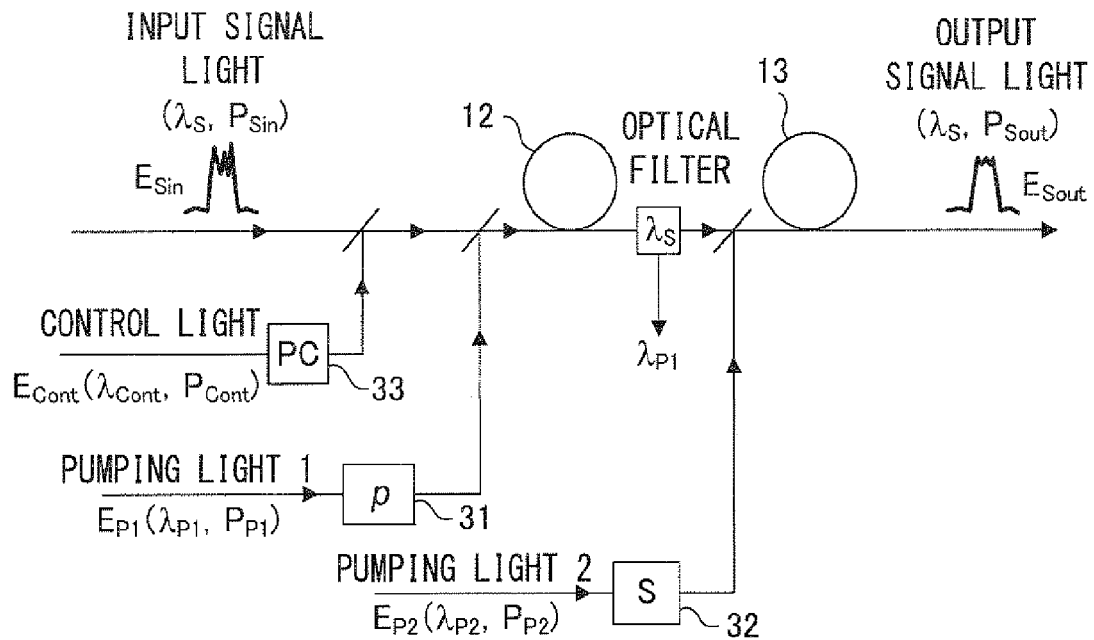 INPUT SIGNAL
LIGHT
(λS, PSin)
ESin
12
OPTICAL
FILTER
λS
λP1
13
OUTPUT
SIGNAL LIGHT
(λS, PSout)
ESout
CONTROL LIGHT
ECont(λCont, PCont)
PC
33
PUMPING LIGHT 1
EP1(λP1, PP1)
p
31
PUMPING LIGHT 2
EP2(λP2, PP2)
S
32